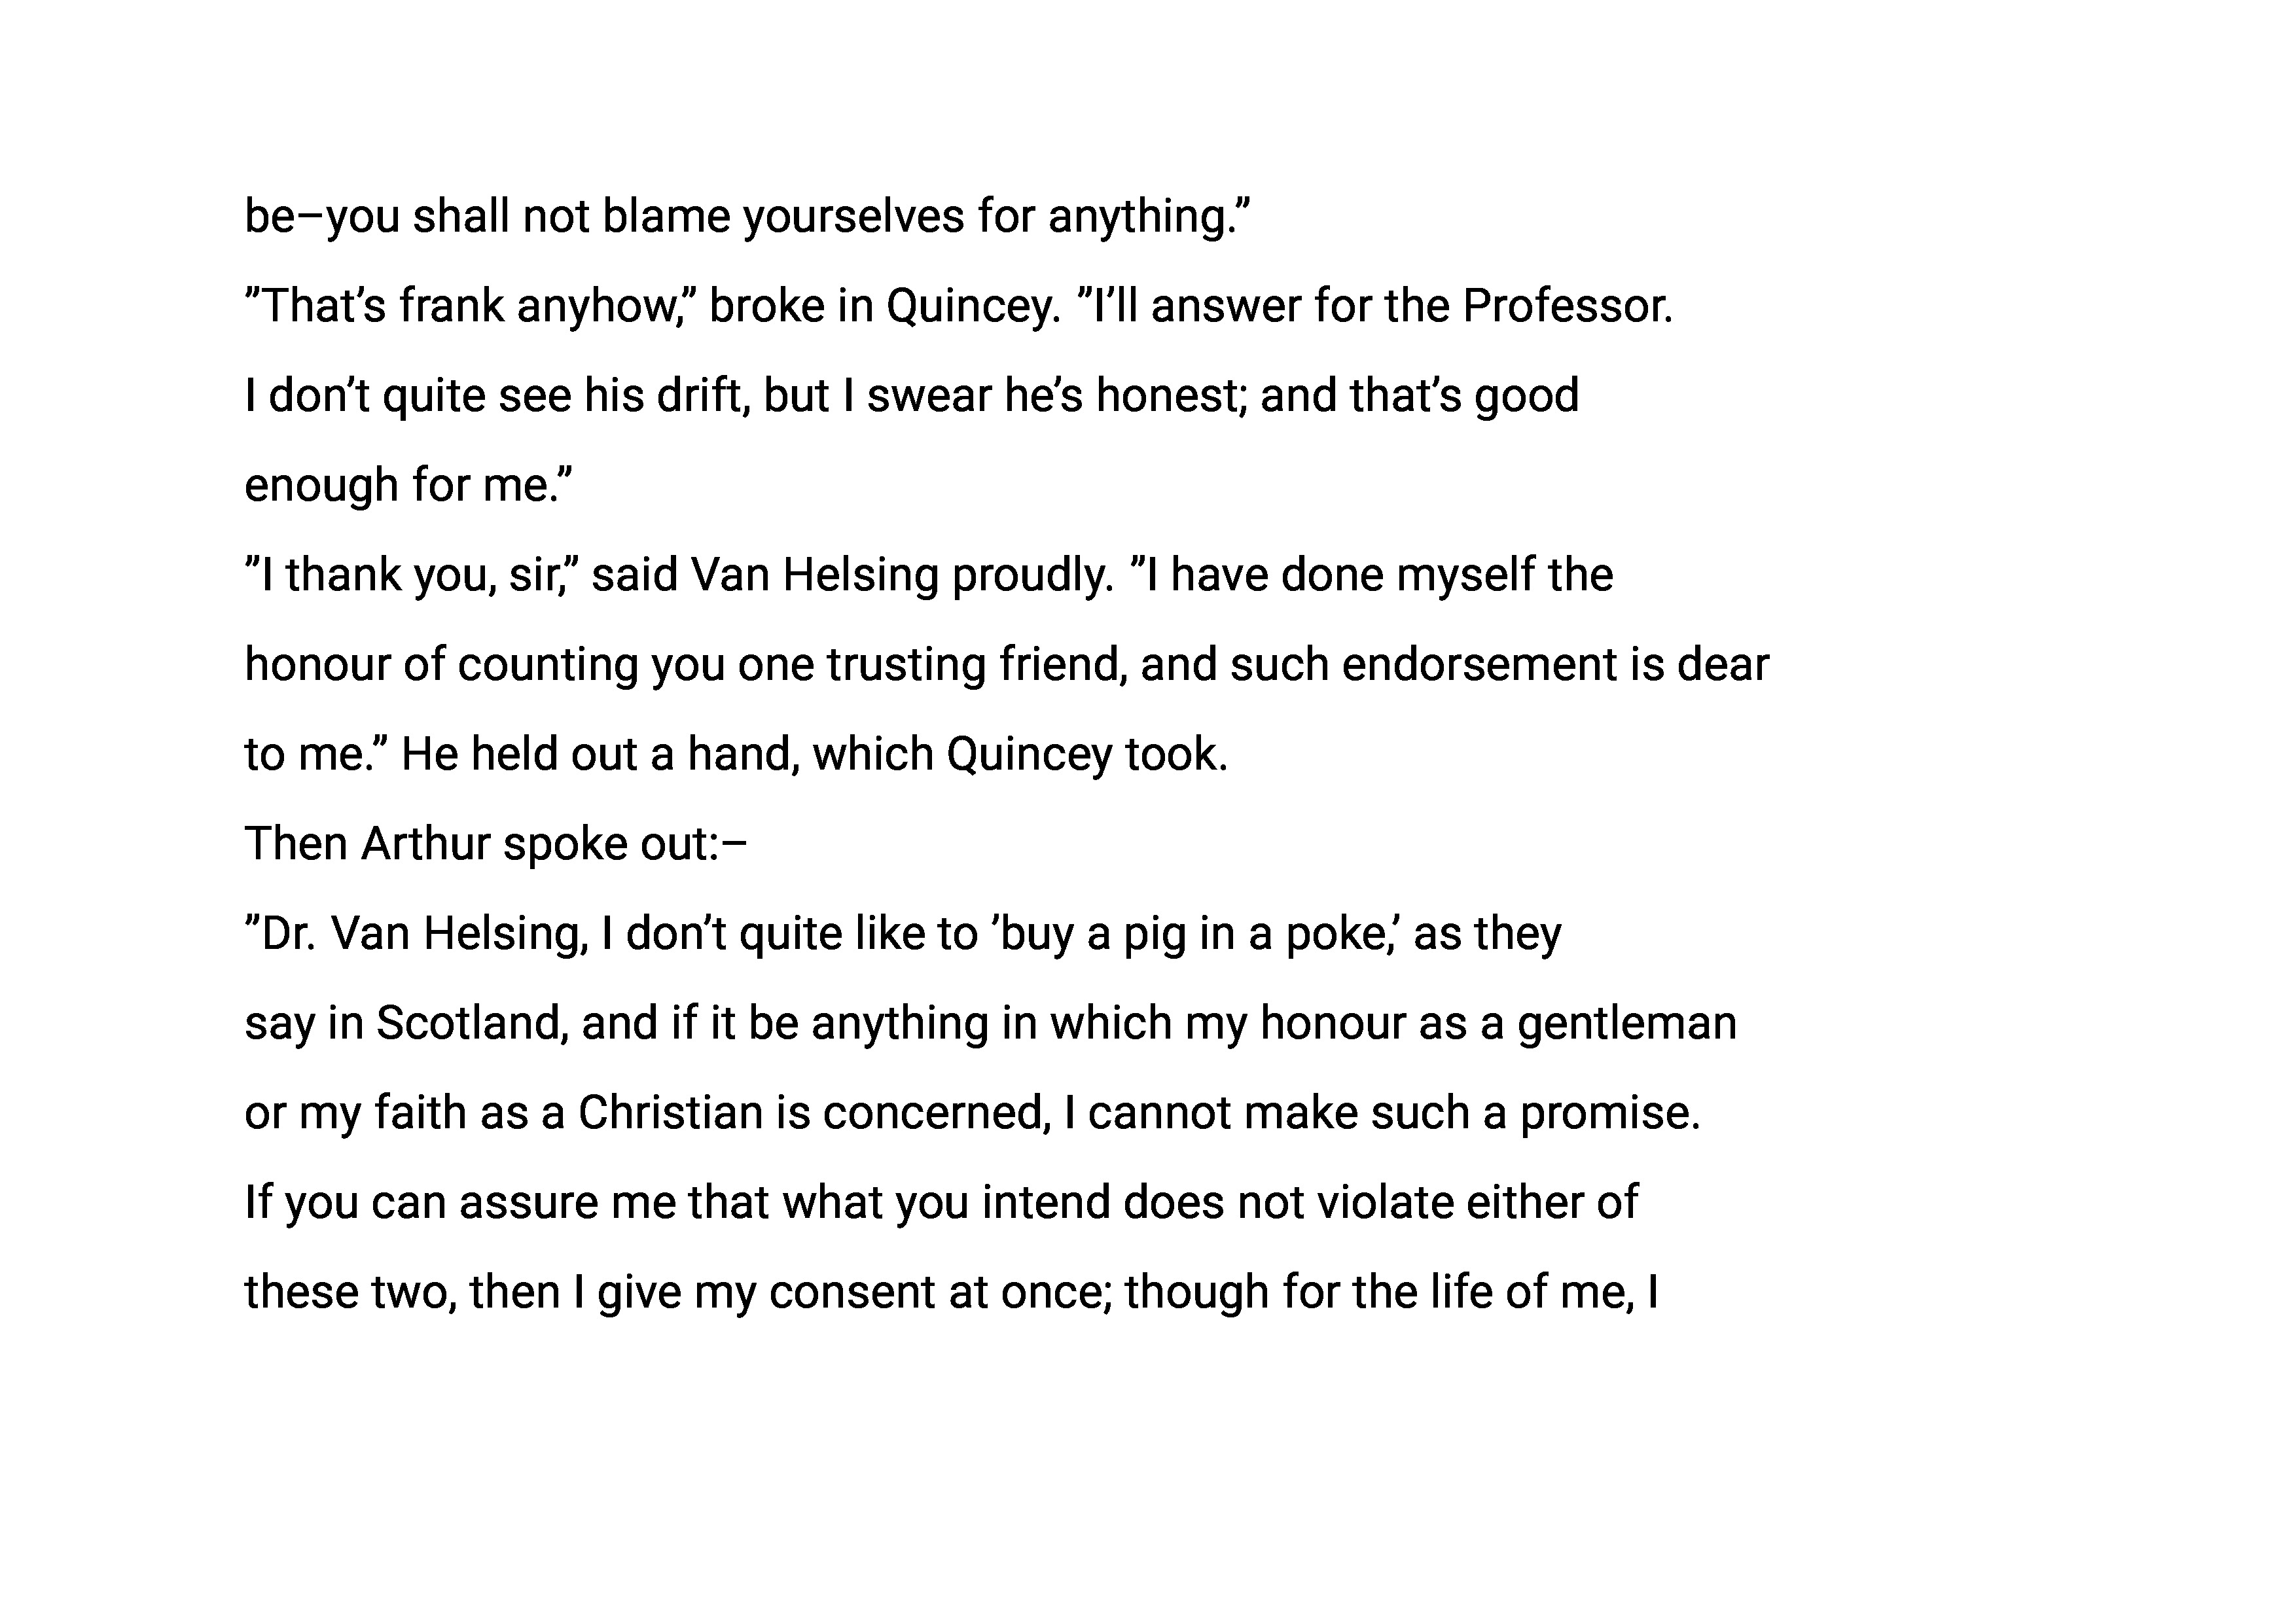 be–you shall not blame yourselves for anything.”
”That’s frank anyhow,” broke in Quincey. ”I’ll answer for the Professor.
I don’t quite see his drift, but I swear he’s honest; and that’s good
enough for me.”
”I thank you, sir,” said Van Helsing proudly. ”I have done myself the
honour of counting you one trusting friend, and such endorsement is dear
to me.” He held out a hand, which Quincey took.
Then Arthur spoke out:–
”Dr. Van Helsing, I don’t quite like to ’buy a pig in a poke,’ as they
say in Scotland, and if it be anything in which my honour as a gentleman
or my faith as a Christian is concerned, I cannot make such a promise.
If you can assure me that what you intend does not violate either of
these two, then I give my consent at once; though for the life of me, I